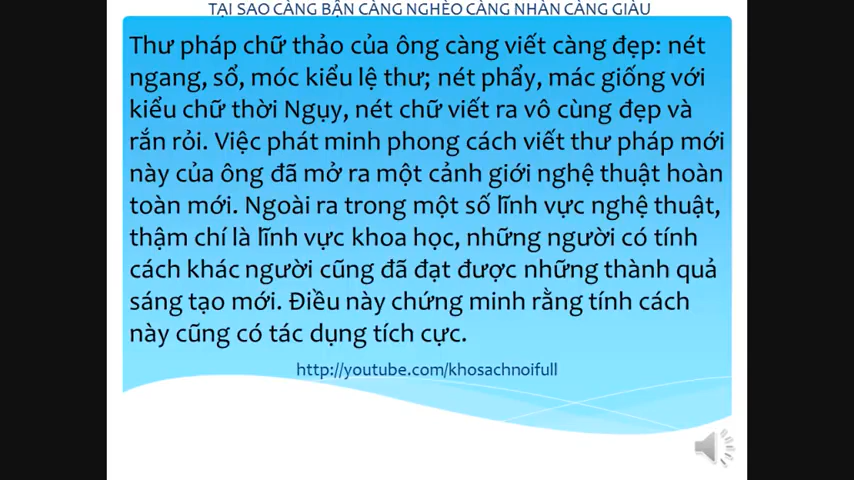 TẠI SAO CÀNG BẬN CÀNG NGHÈO CÀNG NHÀN CÀNG GIÀU
Thư pháp chữ thảo của ông càng viết càng đẹp: nét
ngang, sổ, móc kiểu lệ thư; nét phẩy, mác giống với
kiểu chữ thời Ngụy, nét chữ viết ra vô cùng đẹp và
rắn rỏi. Việc phát minh phong cách viết thư pháp mới
này của ông đã mở ra một cảnh giới nghệ thuật hoàn
toàn mới. Ngoài ra trong một số lĩnh vực nghệ thuật,
thậm chí là lĩnh vực khoa học, những người có tính
cách khác người cũng đã đạt được những thành quả
sáng tạo mới. Điều này chứng minh rằng tính cách
này cũng có tác dụng tích cực.
http://youtube.com/khosachnoifull